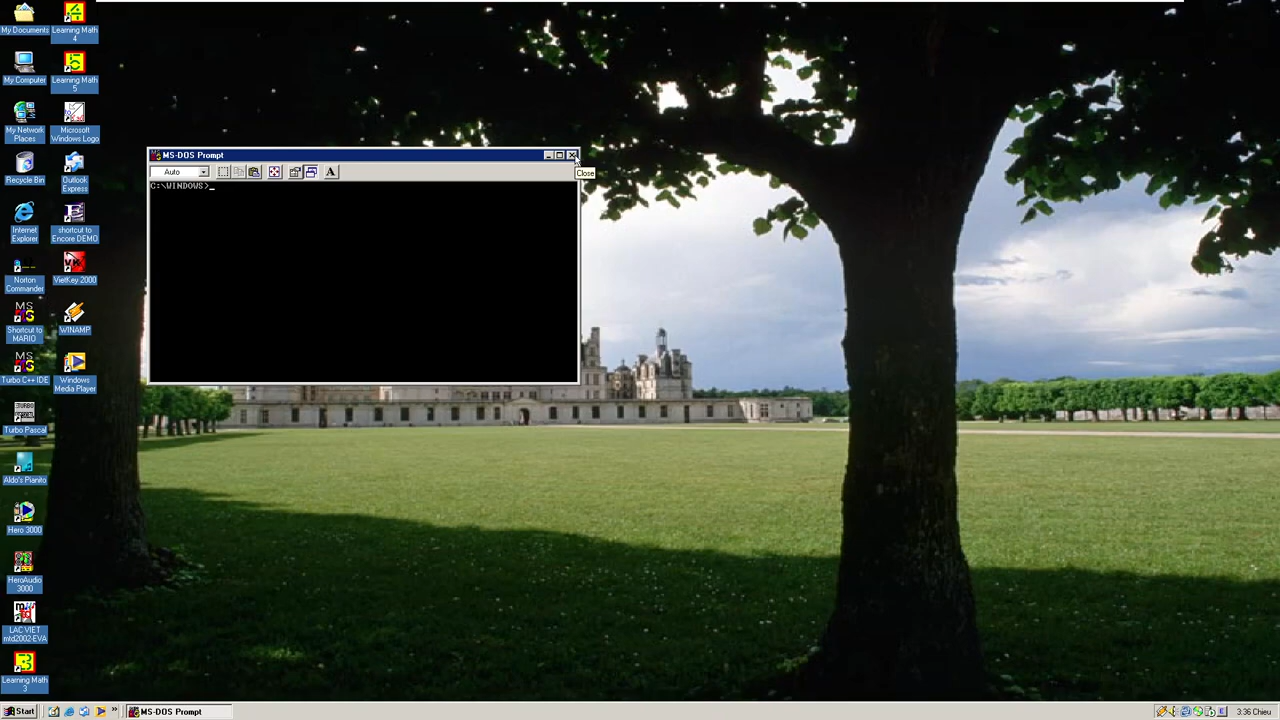 My Documents
Learning Math
4
My Computer
Learning Math
5
My Network
Places
Microsoft
Windows Logo
Recycle Bin
Outlook
Express
Internet
Explorer
shortcut to
Encore DEMO
Norton
Commander
VietKey 2000
Shortcut to
MARIO
WINAMP
Turbo C++ IDE
Windows
Media Player
Turbo Pascal
Aldo's Pianito
Hero 3000
HeroAudio
3000
LAC VIET
mtd2002-EVA
Learning Math
3
MS-DOS Prompt
Auto
A
Close
C:\WINDOWS>_
Start
MS-DOS Prompt
3:36 Chieu